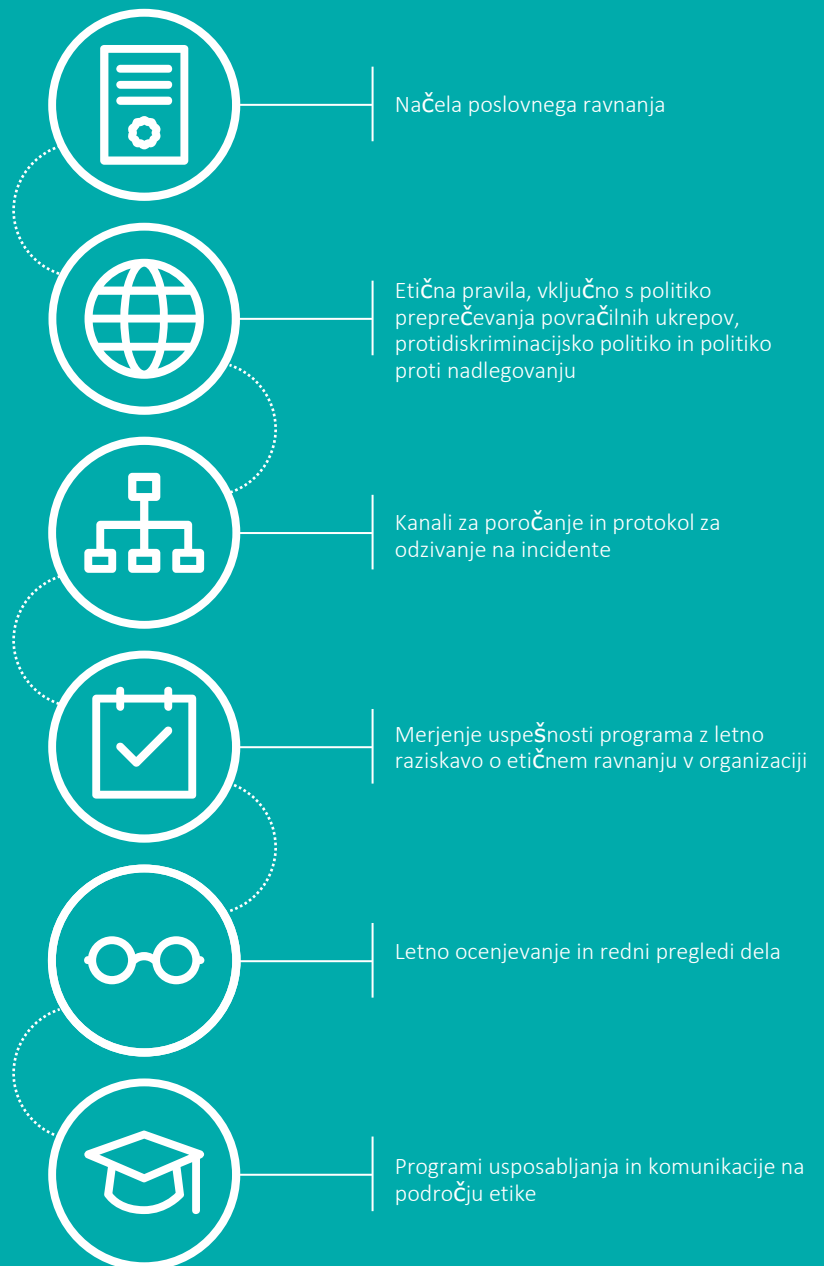 Načela poslovnega ravnanja
Etična pravila, vključno s politiko
preprečevanja povračilnih ukrepov,
protidiskriminacijsko politiko in politiko
proti nadlegovanju
Kanali za poročanje in protokol za
odzivanje na incidente
Merjenje uspešnosti programa z letno
raziskavo o etičnem ravnanju v organizaciji
Letno ocenjevanje in redni pregledi dela
Programi usposabljanja in komunikacije na
področju etike